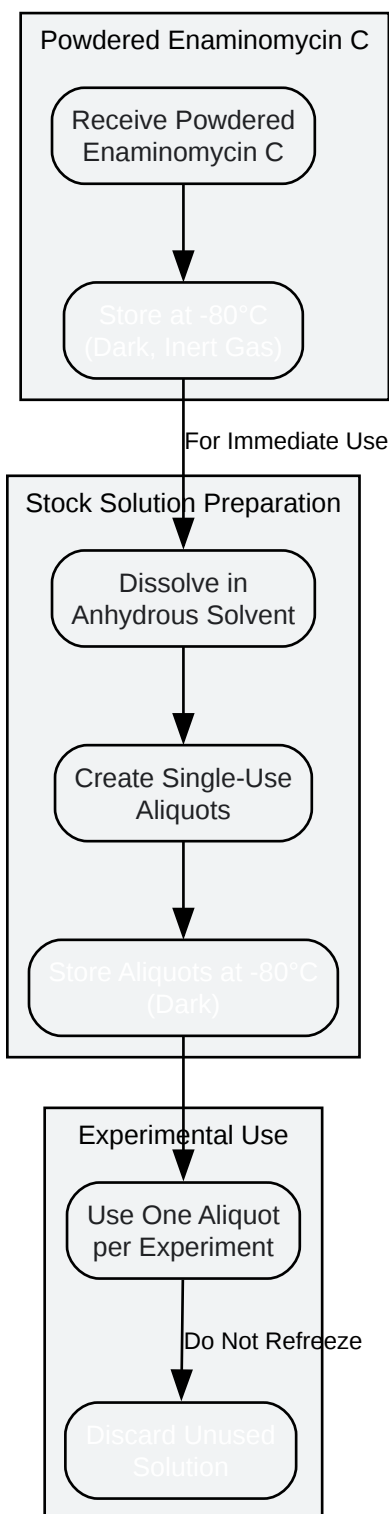 Powdered Enaminomycin C
Receive Powdered
Enaminomycin C
Store at -80°C
(Dark, Inert Gas)
For Immediate Use
Stock Solution Preparation
Dissolve in
Anhydrous Solvent
Create Single-Use
Aliquots
Store Aliquots at -80°C
(Dark)
Experimental Use
Use One Aliquot
per Experiment
Do Not Refreeze
Discard Unused
Solution